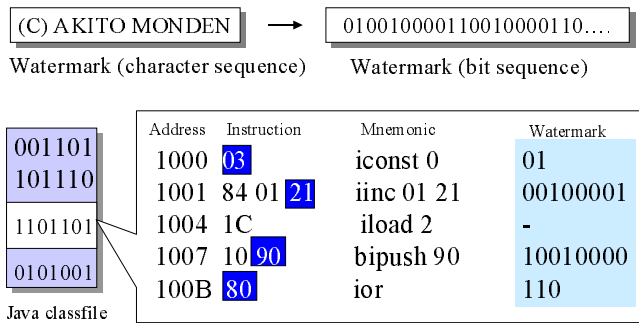 (C) AKITO MONDEN 010010000110010000110....
Watermark (character sequence) Watermark (bit sequence)
Address Instruction Mnemonic Watermark
001101
101110
1101101
0101001
Java classfile
1000 03 iconst 0 01
1001 84 01 21 iinc 01 21 00100001
1004 1C iload 2 -
1007 10 90 bipush 90 10010000
100B 80 ior 110